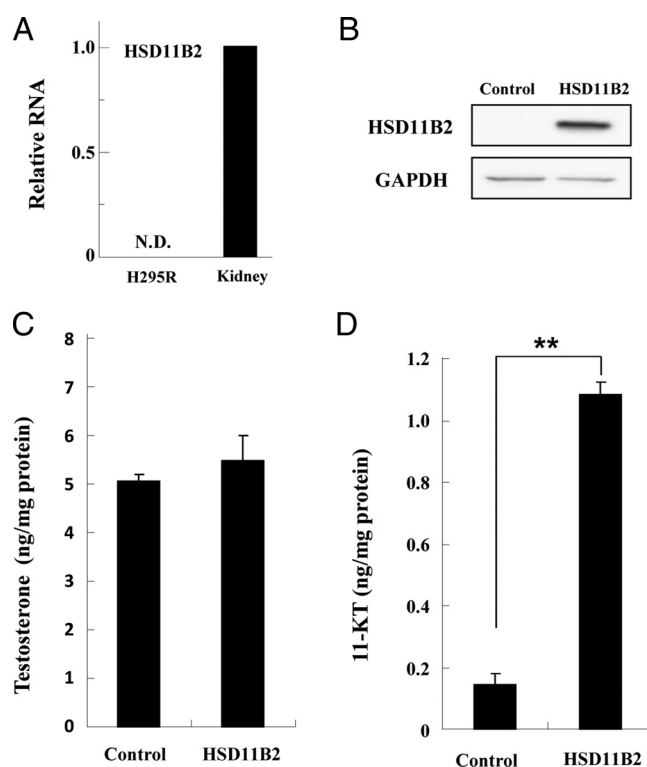 A
HSD11B2
Relative RNA
1.0
0.5
0
N.D.
H295R Kidney
B
Control HSD11B2
HSD11B2
GAPDH
C
Testosterone (ng/mg protein)
8
7
6
5
4
3
2
1
0
Control HSD11B2
D
**
11-KT (ng/mg protein)
1.2
1.0
0.8
0.6
0.4
0.2
0
Control HSD11B2